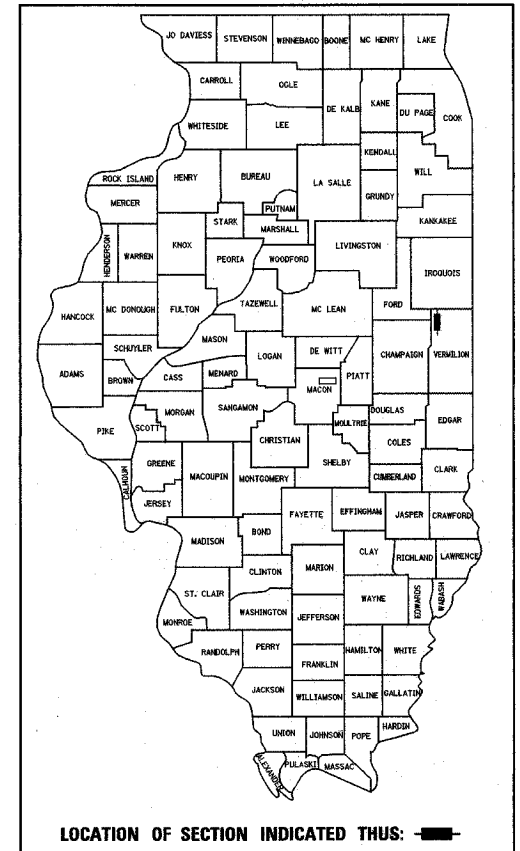 JO DAVIESS STEVENSON WINNEBAGO BOONE MC HENRY LAKE
CARROLL OGLE
DE KALB KANE DU PAGE COOK
WHITESIDE LEE
KENDALL WILL
ROCK ISLAND HENRY BUREAU LA SALLE GRUNDY
MERCER PUTNAM
STARK MARSHALL KANKAKEE
HENDERSON WARREN KNOX PEORIA WOODFORD LIVINGSTON IROQUOIS
HANCOCK MC DONOUGH FULTON TAZEWELL MC LEAN FORD
MASON CHAMPAIGN VERMILION
SCHUYLER DE WITT
ADAMS BROWN CASS MENARD LOGAN PIATT
MACON
MORGAN SANGAMON DOUGLAS EDGAR
PIKE SCOTT CHRISTIAN MOULTRIE COLES
GREENE MACOUPIN MONTGOMERY SHELBY CUMBERLAND CLARK
CALHOUN JERSEY
FAYETTE EFFINGHAM JASPER CRAWFORD
MADISON BOND
CLAY RICHLAND LAWRENCE
CLINTON MARION
ST. CLAIR WAYNE EDWARDS WABASH
WASHINGTON JEFFERSON
MONROE
RANDOLPH PERRY HAMILTON WHITE
FRANKLIN
JACKSON WILLIAMSON SALINE GALLATIN
UNION JOHNSON POPE HARDIN
ALEXANDER PULASKI MASSAC
LOCATION OF SECTION INDICATED THUS: